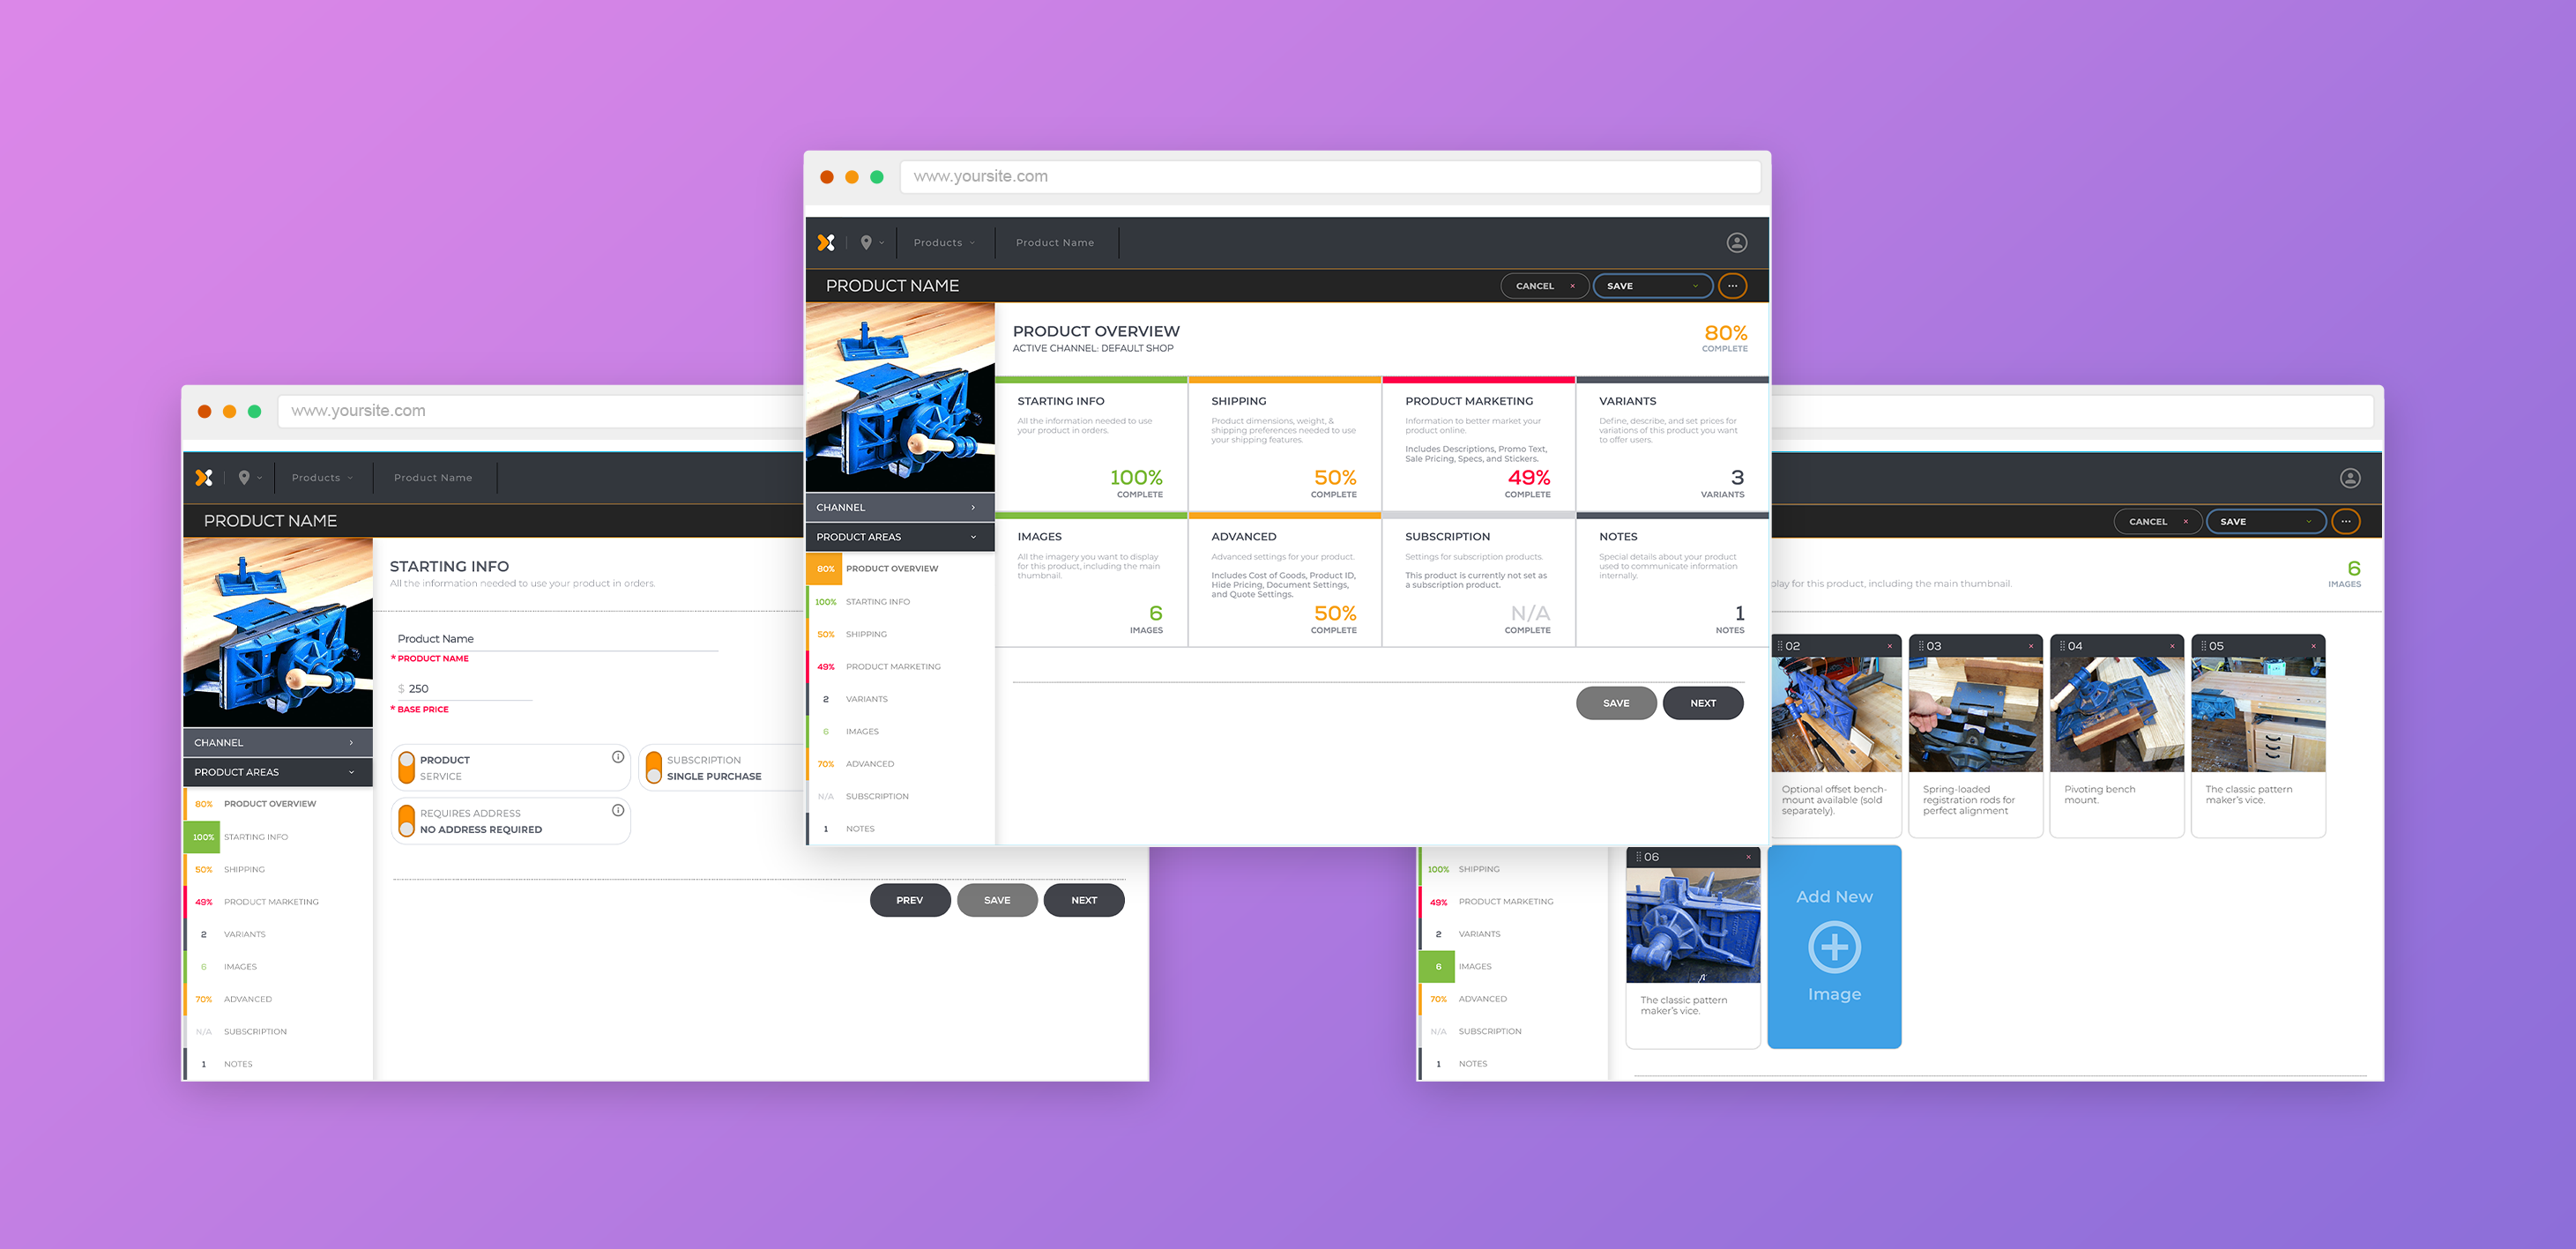 www.yoursite.com
Products
Product Name
PRODUCT NAME
CANCEL
SAVE
PRODUCT OVERVIEW
ACTIVE CHANNEL: DEFAULT SHOP
80%
COMPLETE
STARTING INFO
All the information needed to use
your product in orders.
100%
COMPLETE
SHIPPING
Product dimensions, weight, &
shipping preferences needed to use
your shipping features.
50%
COMPLETE
PRODUCT MARKETING
Information to better market your
product online.
Includes Descriptions, Promo Text,
Sale Pricing, Specs, and Stickers.
49%
COMPLETE
VARIANTS
Define, describe, and set prices for
variations of this product you want
to offer users.
3
VARIANTS
IMAGES
All the imagery you want to display
for this product, including the main
thumbnail.
6
IMAGES
ADVANCED
Advanced settings for your product.
Includes Cost of Goods, Product ID,
Hide Pricing, Document Settings,
and Quote Settings.
50%
COMPLETE
SUBSCRIPTION
Settings for subscription products.
This product is currently not set as
a subscription product.
N/A
COMPLETE
NOTES
Special details about your product
used to communicate information
internally.
1
NOTES
SAVE
NEXT
CHANNEL
PRODUCT AREAS
80% PRODUCT OVERVIEW
100% STARTING INFO
50% SHIPPING
49% PRODUCT MARKETING
2 VARIANTS
6 IMAGES
70% ADVANCED
N/A SUBSCRIPTION
1 NOTES
www.yoursite.com
Products
Product Name
PRODUCT NAME
STARTING INFO
All the information needed to use your product in orders.
Product Name
* PRODUCT NAME
$ 250
* BASE PRICE
PRODUCT
SERVICE
SUBSCRIPTION
SINGLE PURCHASE
REQUIRES ADDRESS
NO ADDRESS REQUIRED
PREV
SAVE
NEXT
CHANNEL
PRODUCT AREAS
80% PRODUCT OVERVIEW
100% STARTING INFO
50% SHIPPING
49% PRODUCT MARKETING
2 VARIANTS
6 IMAGES
70% ADVANCED
N/A SUBSCRIPTION
1 NOTES
CANCEL
SAVE
play for this product, including the main thumbnail.
6
IMAGES
02
Optional offset bench-
mount available (sold
separately).
03
Spring-loaded
registration rods for
perfect alignment
04
Pivoting bench
mount.
05
The classic pattern
maker's vice.
06
The classic pattern
maker's vice.
Add New
Image
100% SHIPPING
49% PRODUCT MARKETING
2 VARIANTS
6 IMAGES
70% ADVANCED
N/A SUBSCRIPTION
1 NOTES